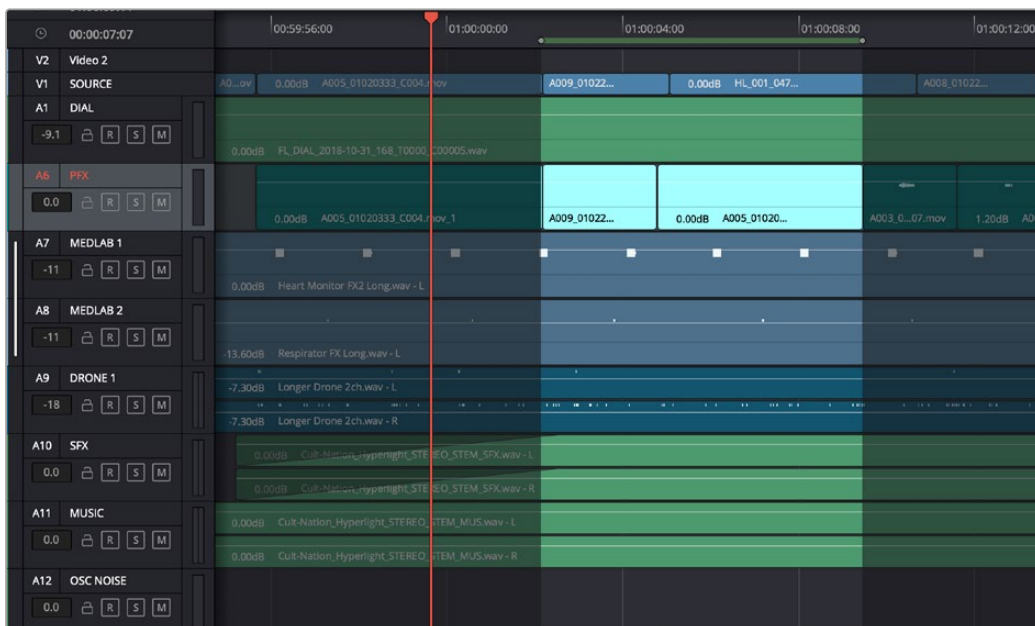 00:00:07:07
00:59:56:00
01:00:00:00
01:00:04:00
01:00:08:00
01:00:12:00
V2 Video 2
V1 SOURCE
A0...ov
0.00dB A005_01020333_C004.mov
A009_01022...
0.00dB HL_001_047...
A008_01022...
A1 DIAL
-9.1 R S M
0.00dB FL_DIAL_2018-10-31_168_T0000_C00005.wav
A6 PFX
0.0 R S M
0.00dB A005_01020333_C004.mov_1
A009_01022...
0.00dB A005_01020...
A003_0...07.mov
1.20dB A0
A7 MEDLAB 1
-11 R S M
0.00dB Heart Monitor FX2 Long.wav - L
A8 MEDLAB 2
-11 R S M
-13.60dB Respirator FX Long.wav - L
A9 DRONE 1
-7.30dB Longer Drone 2ch.wav - L
-18 R S M
-7.30dB Longer Drone 2ch.wav - R
A10 SFX
0.00dB Cult-Nation_Hyperlight_STEREO_STEM_SFX.wav - L
0.0 R S M
0.00dB Cult-Nation_Hyperlight_STEREO_STEM_SFX.wav - R
A11 MUSIC
0.00dB Cult-Nation_Hyperlight_STEREO_STEM_MUS.wav - L
0.0 R S M
0.00dB Cult-Nation_Hyperlight_STEREO_STEM_MUS.wav - R
A12 OSC NOISE
0.0 R S M